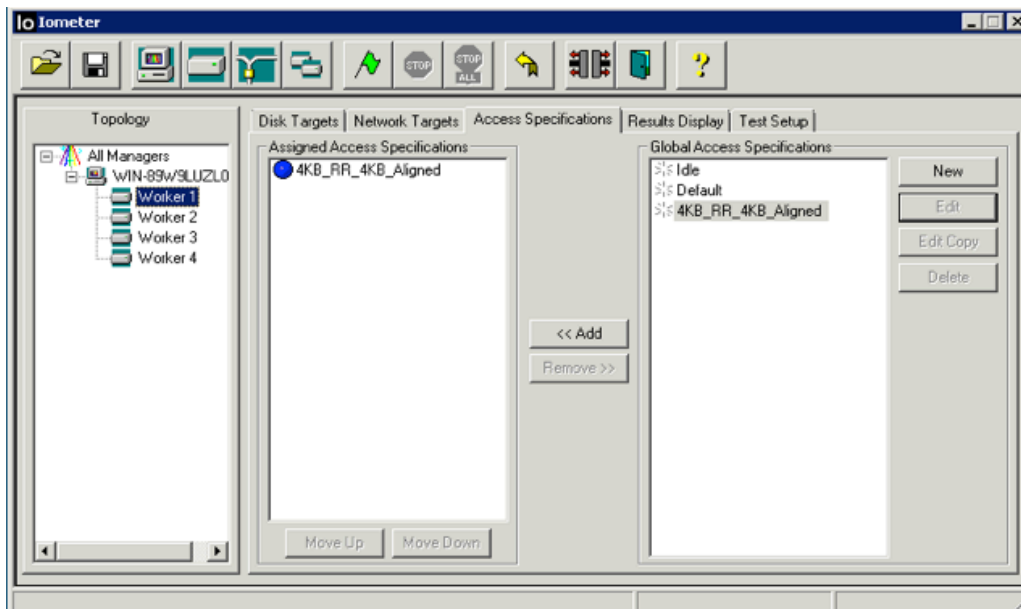 Io Iometer
STOP
STOP ALL
Topology
All Managers
WIN-89W9LUZL0
Worker 1
Worker 2
Worker 3
Worker 4
Disk Targets
Network Targets
Access Specifications
Results Display
Test Setup
Assigned Access Specifications
4KB_RR_4KB_Aligned
Move Up
Move Down
<< Add
Remove >>
Global Access Specifications
Idle
Default
4KB_RR_4KB_Aligned
New
Edit
Edit Copy
Delete